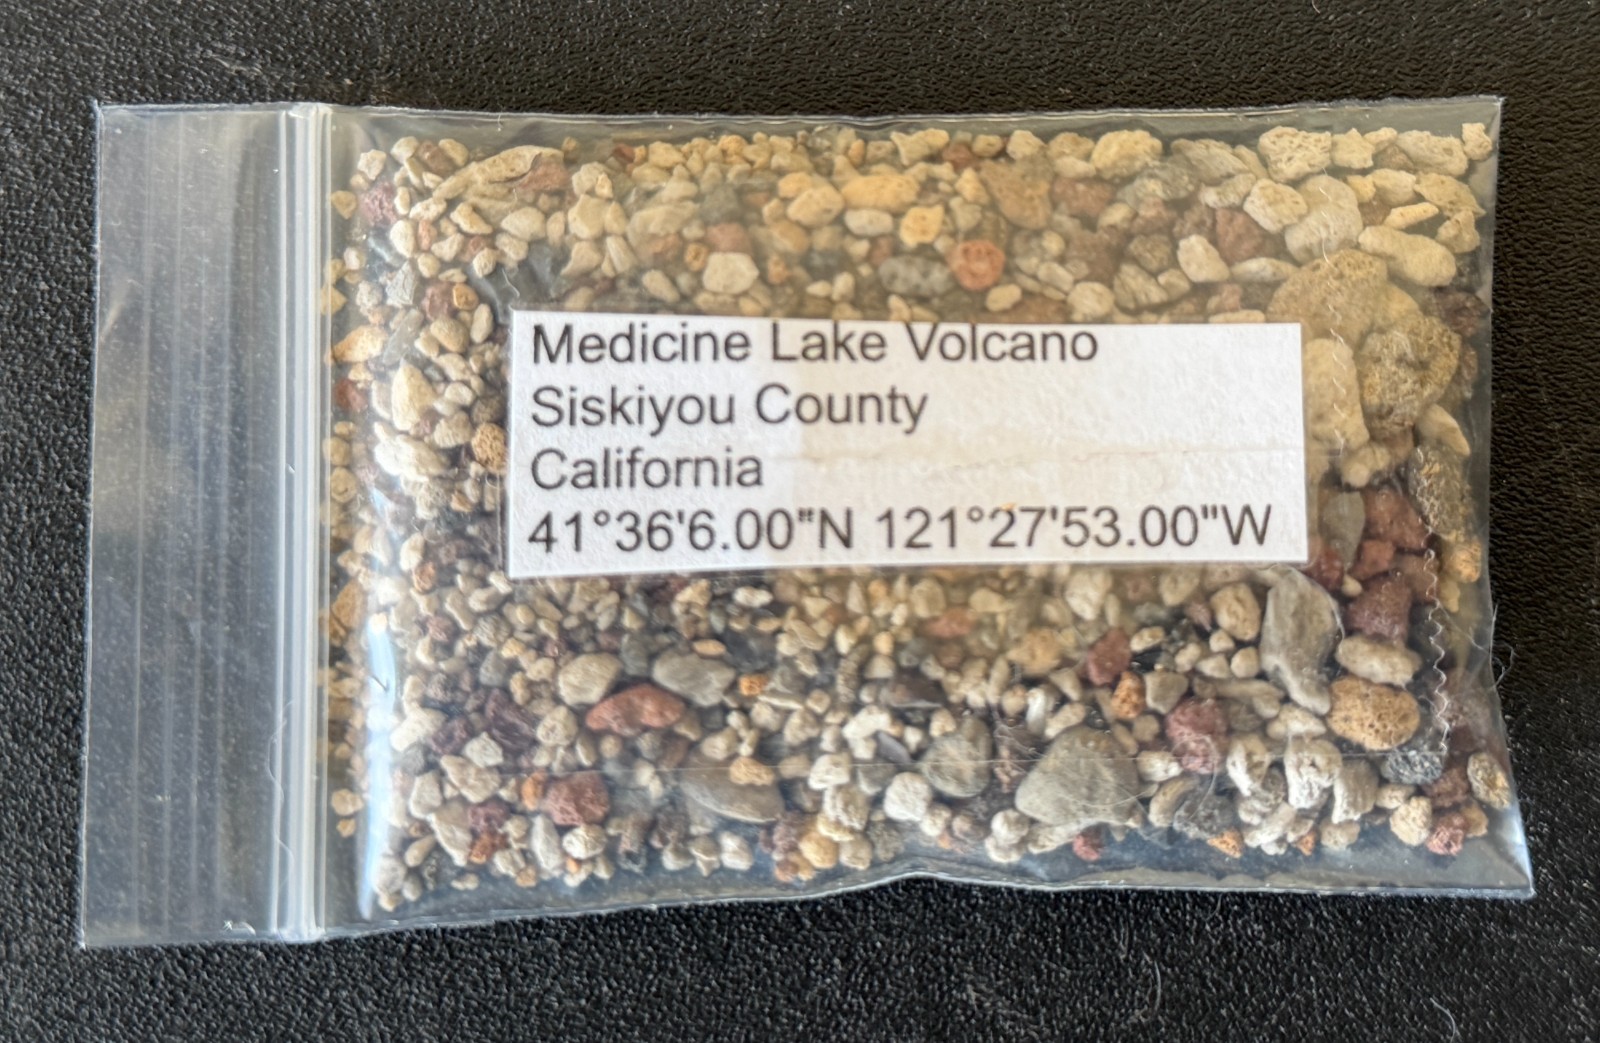 Medicine Lake Volcano
Siskiyou County
California
41°36'6.00"N 121°27'53.00"W